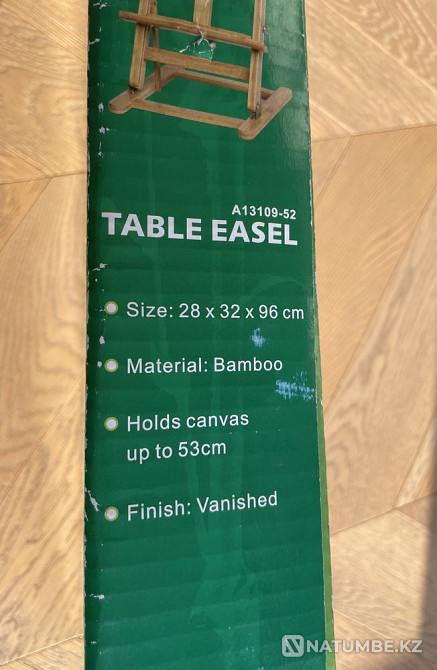 A13109-52
TABLE EASEL
Size: 28 x 32 x 96 cm
Material: Bamboo
Holds canvas
up to 53cm
Finish: Vanished
NATUMBE.KZ